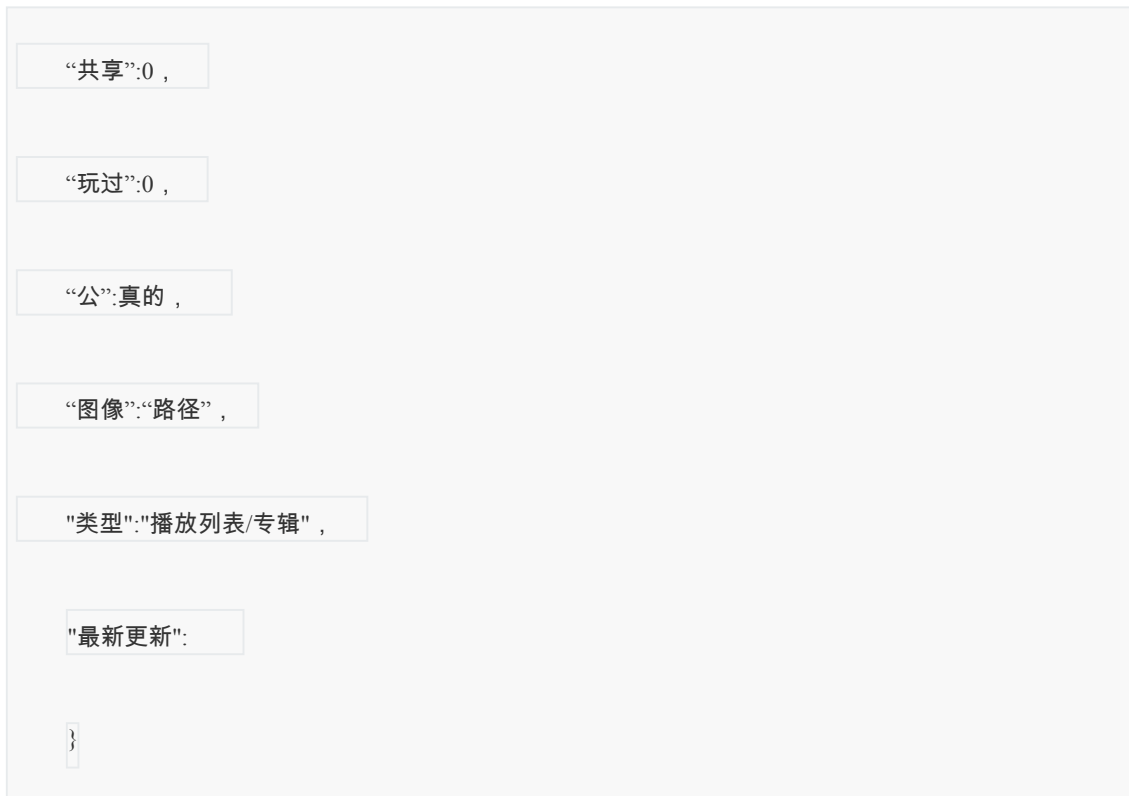 “共享”:0，
“玩过”:0，
“公”:真的，
“图像”:“路径”，
"类型":"播放列表/专辑"，
"最新更新":
}